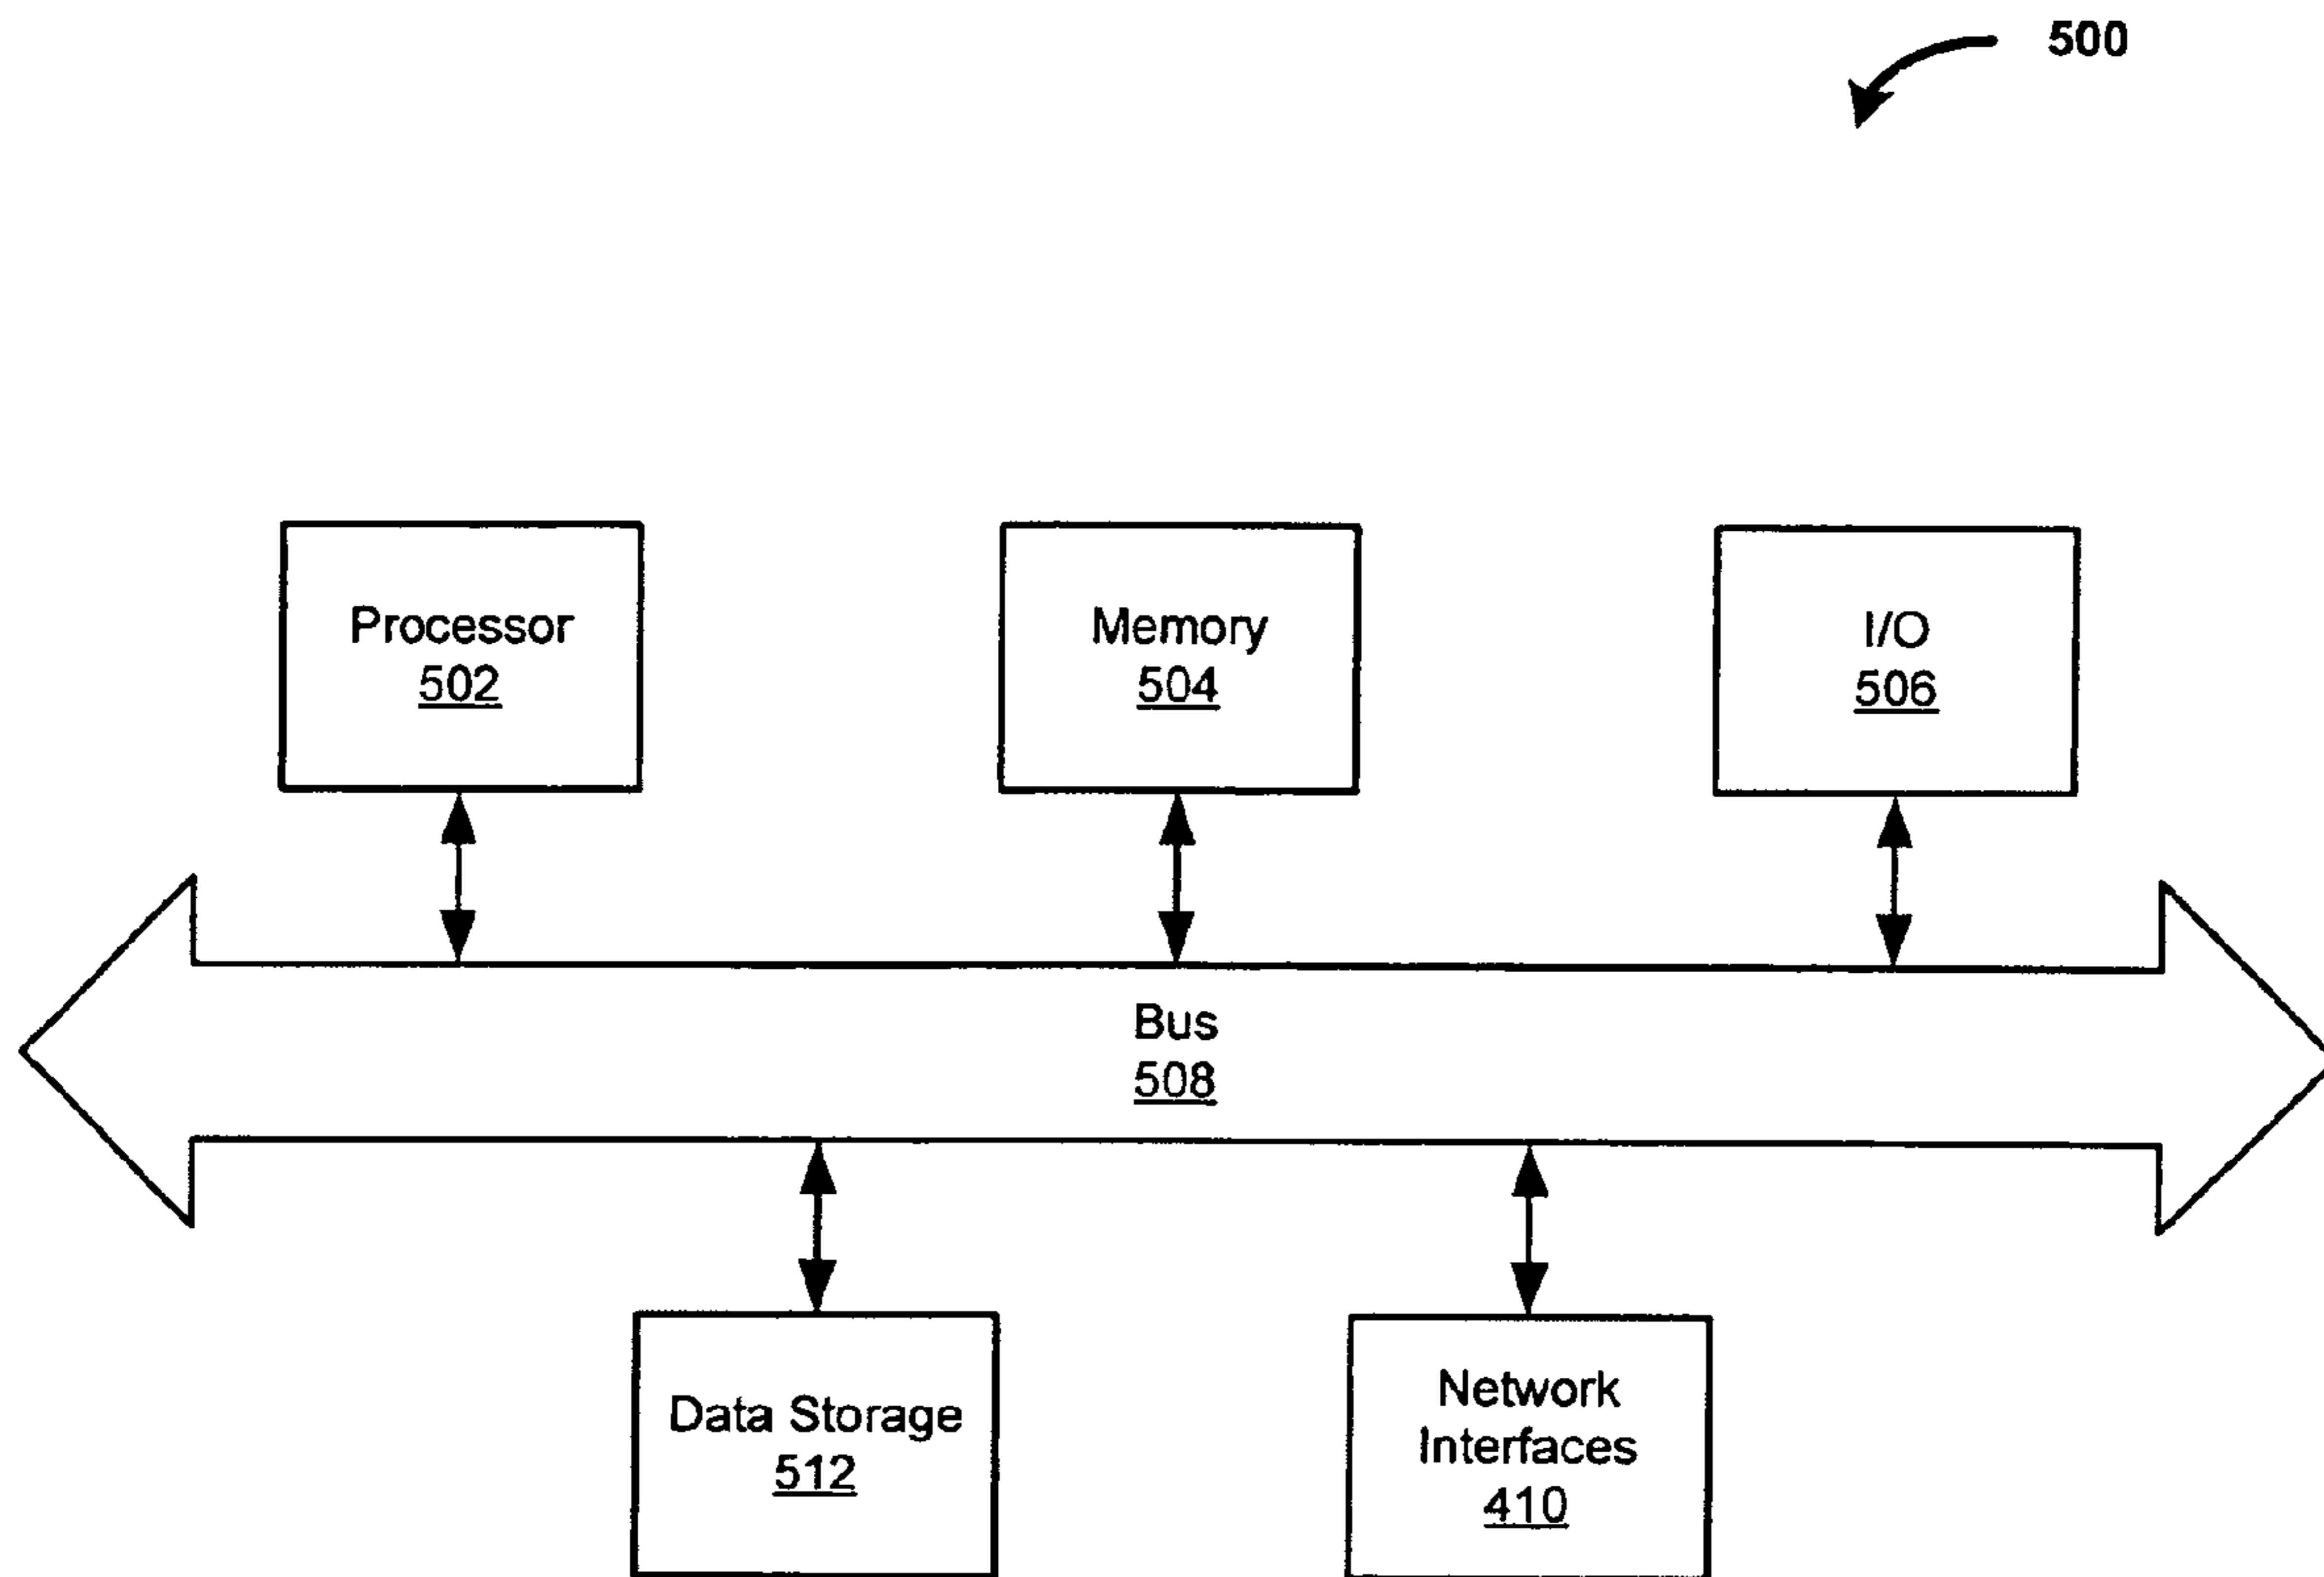 500
Processor
502
Memory
504
I/O
506
Bus
508
Data Storage
512
Network
Interfaces
410